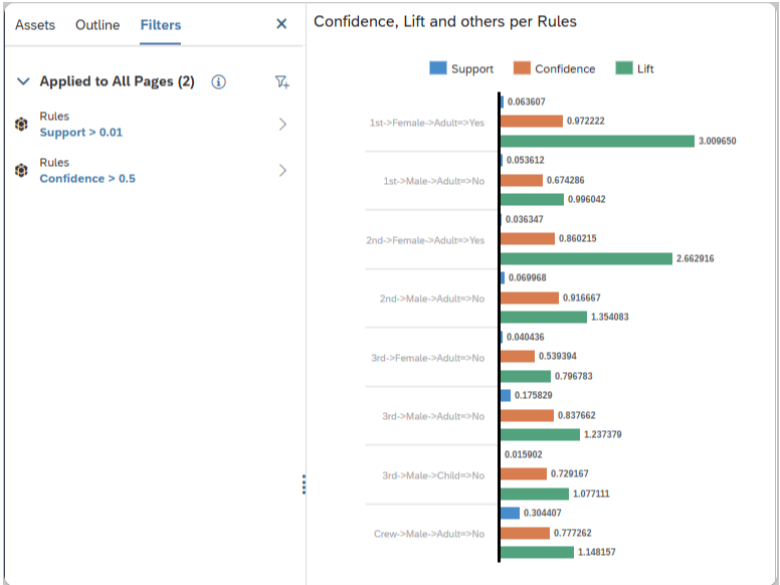 Assets Outline Filters ×
Applied to All Pages (2)
Rules
Support > 0.01
Rules
Confidence > 0.5
Confidence, Lift and others per Rules
Support Confidence Lift
0.063607
1st->Female->Adult=>Yes 0.972222
3.009650
0.053612
1st->Male->Adult=>No 0.674286
0.996042
0.036347
2nd->Female->Adult=>Yes 0.860215
2.662916
0.069968
2nd->Male->Adult=>No 0.916667
1.354083
0.040436
3rd->Female->Adult=>No 0.539394
0.796783
0.175829
3rd->Male->Adult=>No 0.837662
1.237379
0.015902
3rd->Male->Child=>No 0.729167
1.077111
0.304407
Crew->Male->Adult=>No 0.777262
1.148157